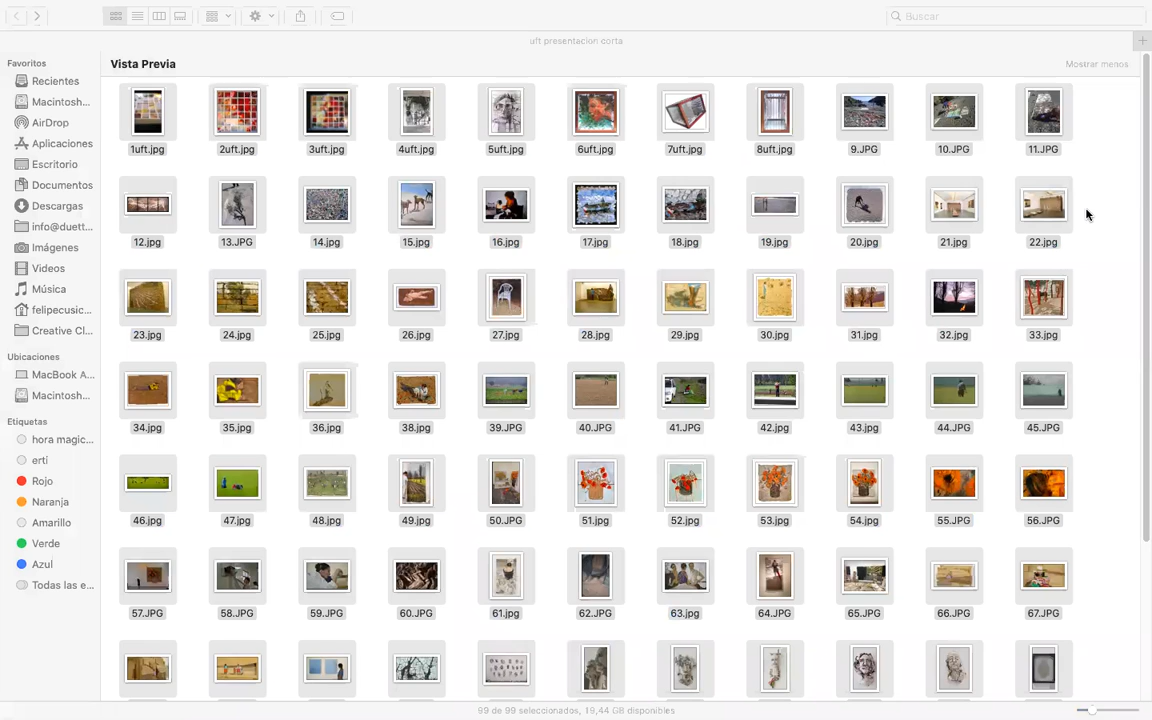 Buscar
uft presentacion corta
Favoritos
Recientes
Macintosh...
AirDrop
Aplicaciones
Escritorio
Documentos
Descargas
info@duett...
Imágenes
Videos
Música
felipecusic...
Creative Cl...
Ubicaciones
MacBook A...
Macintosh...
Etiquetas
hora magic...
erti
Rojo
Naranja
Amarillo
Verde
Azul
Todas las e...
Vista Previa
Mostrar menos
1uft.jpg 2uft.jpg 3uft.jpg 4uft.jpg 5uft.jpg 6uft.jpg 7uft.jpg 8uft.jpg 9.JPG 10.JPG 11.JPG
12.jpg 13.JPG 14.jpg 15.jpg 16.jpg 17.jpg 18.jpg 19.jpg 20.jpg 21.jpg 22.jpg
23.jpg 24.jpg 25.jpg 26.jpg 27.jpg 28.jpg 29.jpg 30.jpg 31.jpg 32.jpg 33.jpg
34.jpg 35.jpg 36.jpg 38.jpg 39.JPG 40.JPG 41.JPG 42.jpg 43.jpg 44.JPG 45.JPG
46.jpg 47.jpg 48.jpg 49.jpg 50.JPG 51.jpg 52.jpg 53.jpg 54.jpg 55.JPG 56.JPG
57.JPG 58.JPG 59.JPG 60.JPG 61.jpg 62.JPG 63.jpg 64.JPG 65.JPG 66.JPG 67.JPG
99 de 99 seleccionados, 19,44 GB disponibles